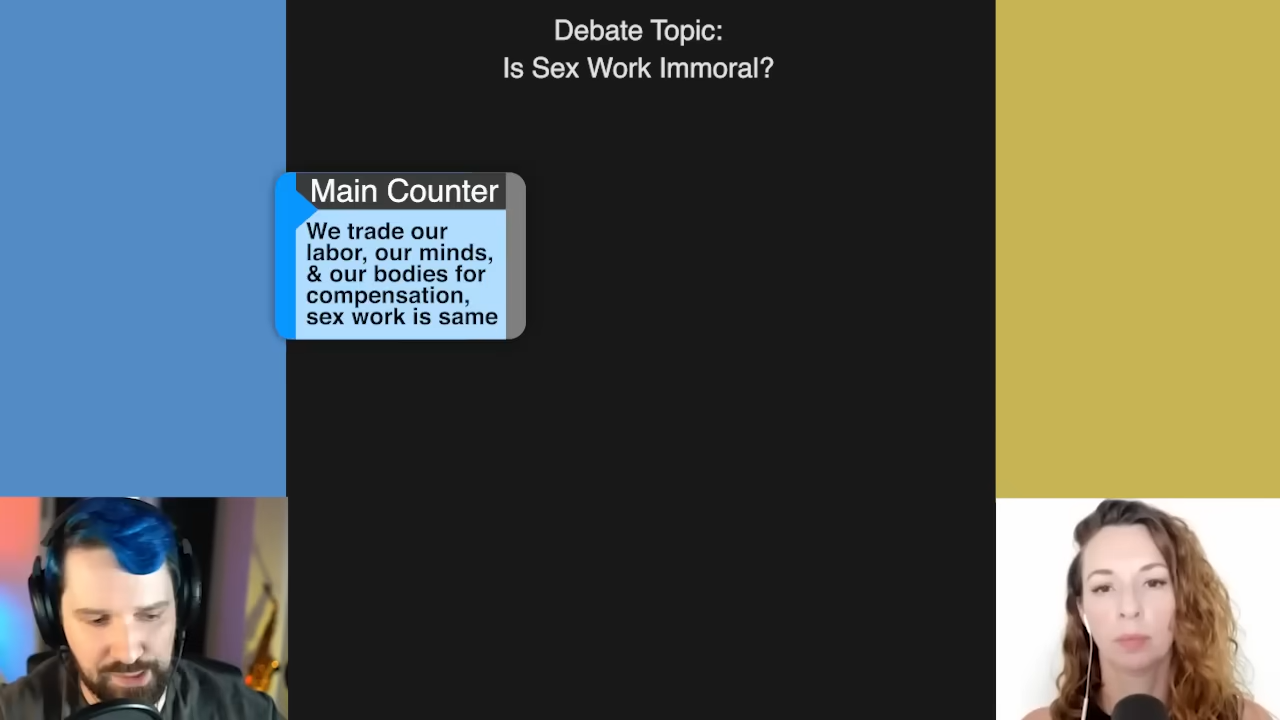 Debate Topic:
Is Sex Work Immoral?
Main Counter
We trade our
labor, our minds,
& our bodies for
compensation,
sex work is same